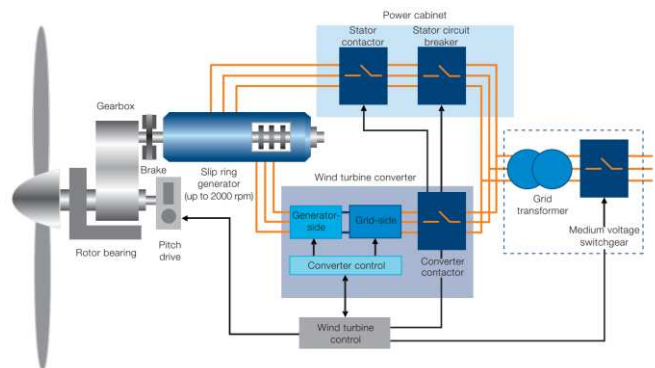 Power cabinet
Stator
contactor
Stator circuit
breaker
Gearbox
Brake
Slip ring
generator
(up to 2000 rpm)
Wind turbine converter
Generator-
side
Grid-side
Converter control
Converter
contactor
Grid
transformer
Medium voltage
switchgear
Rotor bearing
Pitch
drive
Wind turbine
control